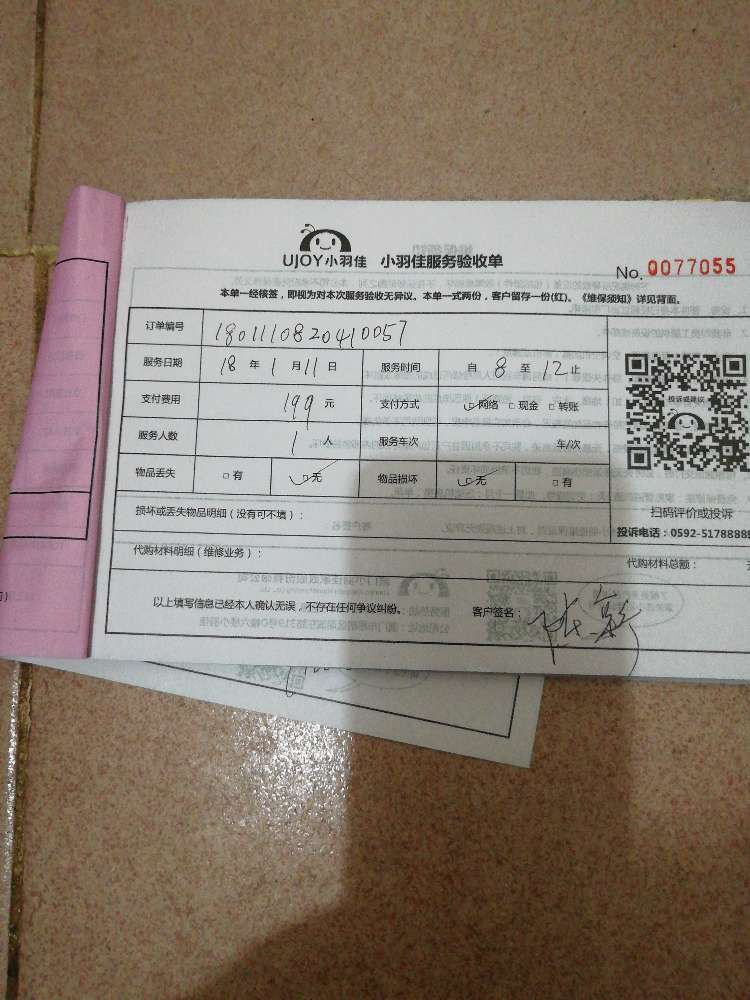 UJOY小羽佳 小羽佳服务验收单
No. 0077055
本单一经核签，即视为对本次服务验收无异议。本单一式两份，客户留存一份(红)。《维保须知》详见背面。
订单编号 1801110820410057
服务日期 18 年 1 月 11 日 服务时间 自 8 至 12 止
支付费用 199 元 支付方式 网络 现金 转账
服务人数 1 人 服务车次 车/次
物品丢失 有 无 物品损坏 无 有
投诉或建议
扫码评价或投诉
损坏或丢失物品明细（没有可不填）：
投诉电话：0592-5178888
代购材料明细（维修业务）：
代购材料总额：
以上填写信息已经本人确认无误，不存在任何争议纠纷。 客户签名：